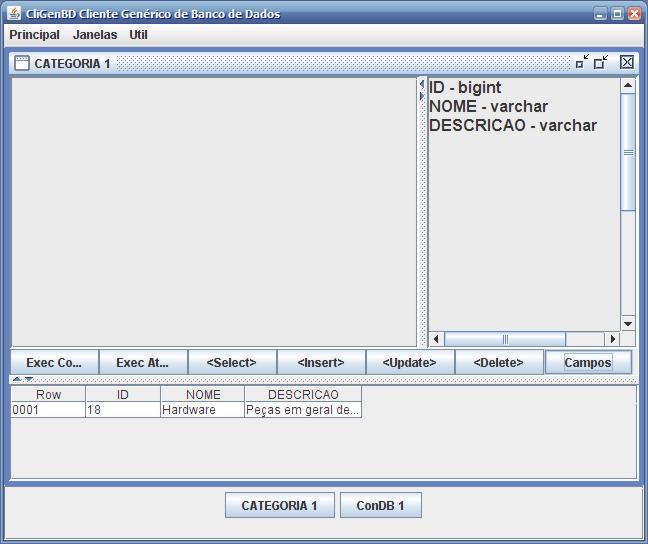 CliGenBD Cliente Genérico de Banco de Dados
Principal Janelas Util
CATEGORIA 1
ID - bigint
NOME - varchar
DESCRICAO - varchar
Exec Co... Exec At... <Select> <Insert> <Update> <Delete> Campos
Row ID NOME DESCRICAO
0001 18 Hardware Peças em geral de...
CATEGORIA 1 ConDB 1